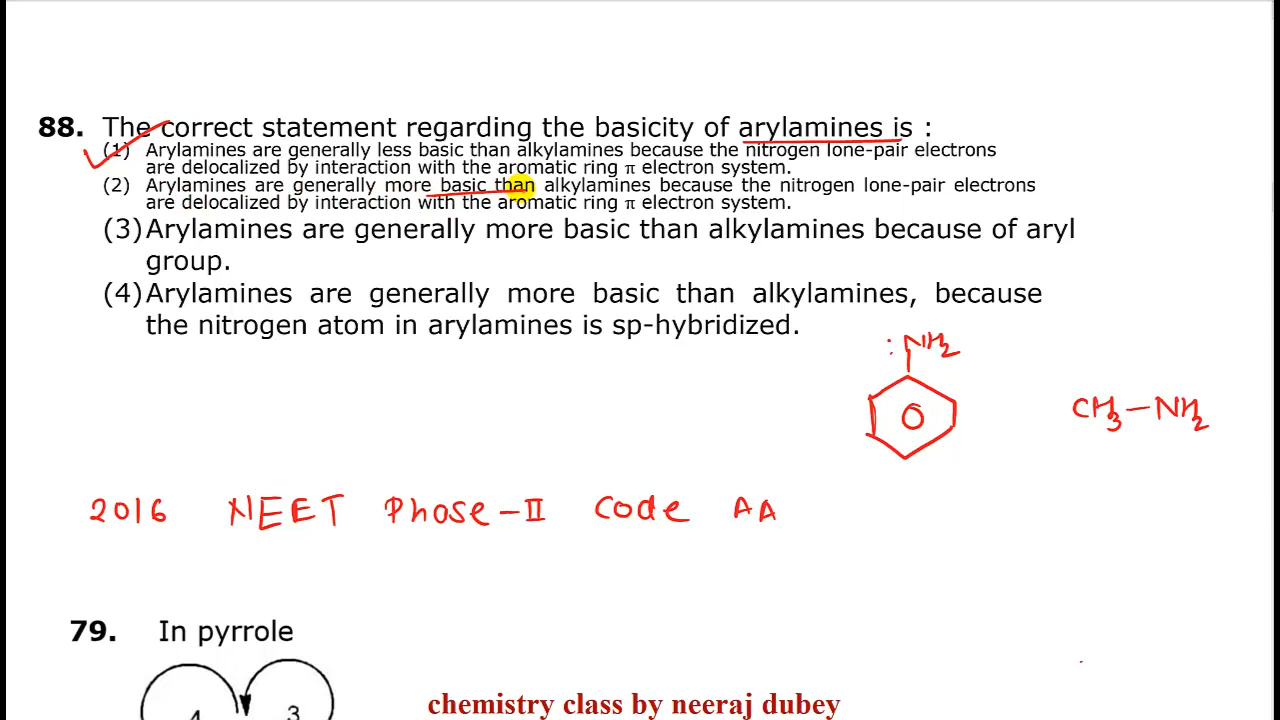 88. The correct statement regarding the basicity of arylamines is :
(1) Arylamines are generally less basic than alkylamines because the nitrogen lone-pair electrons
are delocalized by interaction with the aromatic ring π electron system.
(2) Arylamines are generally more basic than alkylamines because the nitrogen lone-pair electrons
are delocalized by interaction with the aromatic ring π electron system.
(3) Arylamines are generally more basic than alkylamines because of aryl
group.
(4) Arylamines are generally more basic than alkylamines, because
the nitrogen atom in arylamines is sp-hybridized.
:NH2
CH3-NH2
2016 NEET Phase-II Code AA
79. In pyrrole
4 3
chemistry class by neeraj dubey